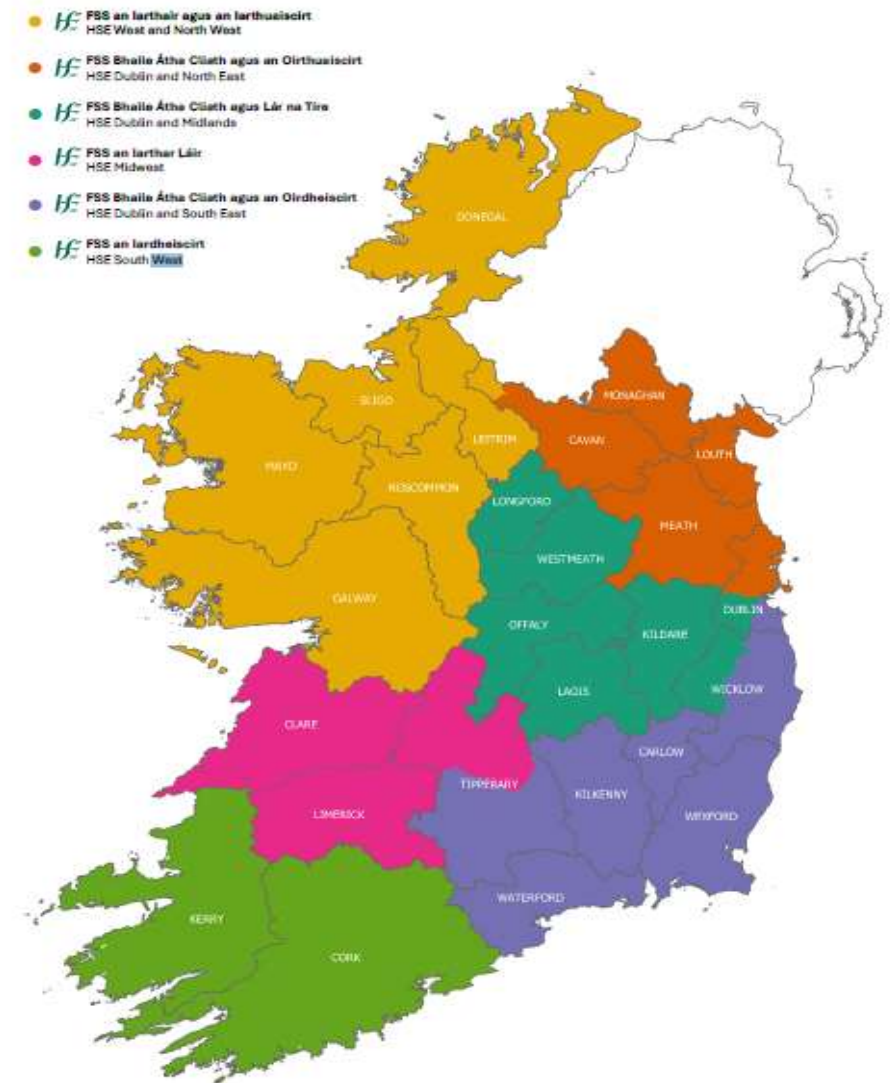 FSS an Iarthair agus an Iarthuaiscirt
HSE West and North West
FSS Bhaile Átha Cliath agus an Oirthuaiscirt
HSE Dublin and North East
FSS Bhaile Átha Cliath agus Lár na Tíre
HSE Dublin and Midlands
FSS an Iarthar Láir
HSE Midwest
FSS Bhaile Átha Cliath agus an Oirdheiscirt
HSE Dublin and South East
FSS an Iardheiscirt
HSE South West
DONEGAL
MONAGHAN
SLIGO
CAVAN
LEITRIM
LOUTH
MAYO
ROSCOMMON
LONGFORD
MEATH
WESTMEATH
GALWAY
DUBLIN
OFFALY
KILDARE
LAOIS
WICKLOW
CLARE
CARLOW
TIPPERARY
KILKENNY
LIMERICK
WEXFORD
WATERFORD
KERRY
CORK